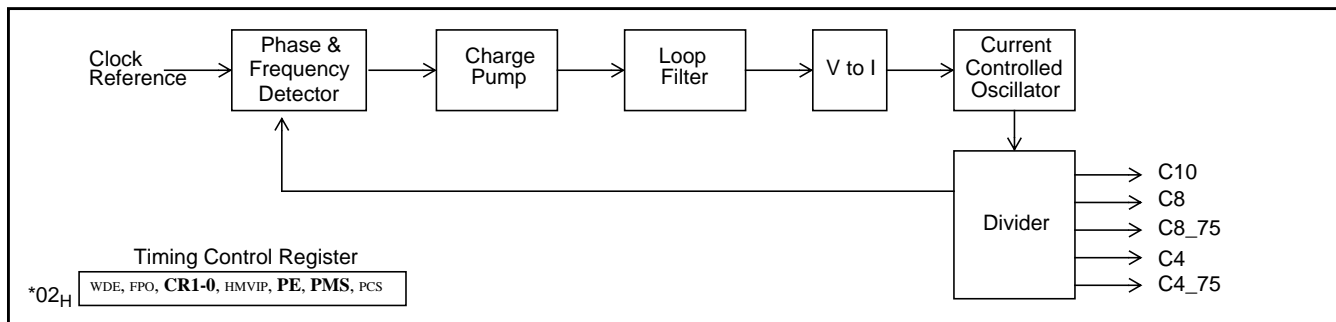 Clock
Reference
Phase &
Frequency
Detector
Charge
Pump
Loop
Filter
V to I
Current
Controlled
Oscillator
Divider
C10
C8
C8_75
C4
C4_75
Timing Control Register
*02H
WDE, FPO, CR1-0, HMVIP, PE, PMS, PCS